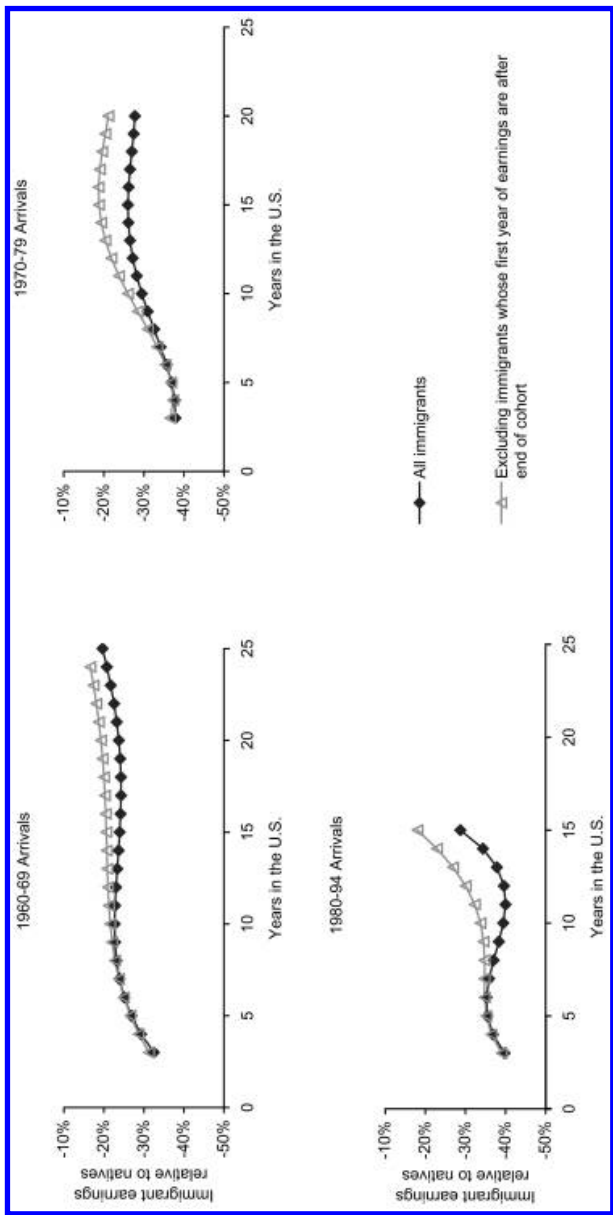 1960-69 Arrivals
Immigrant earnings
relative to natives
-10%
-20%
-30%
-40%
-50%
0
5
10
15
20
25
Years in the U.S.
1970-79 Arrivals
-10%
-20%
-30%
-40%
-50%
0
5
10
15
20
25
Years in the U.S.
1980-94 Arrivals
Immigrant earnings
relative to natives
-10%
-20%
-30%
-40%
-50%
0
5
10
15
20
25
Years in the U.S.
All immigrants
Excluding immigrants whose first year of earnings are after
end of cohort